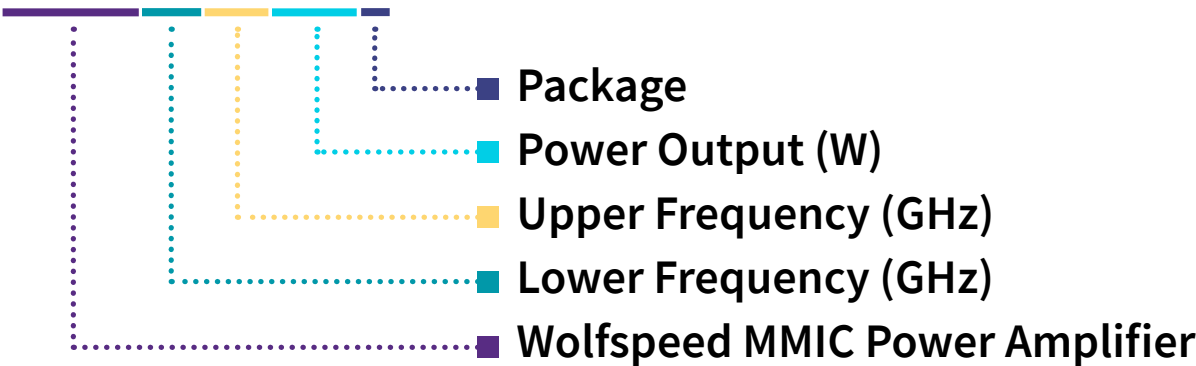 Package
Power Output (W)
Upper Frequency (GHz)
Lower Frequency (GHz)
Wolfspeed MMIC Power Amplifier